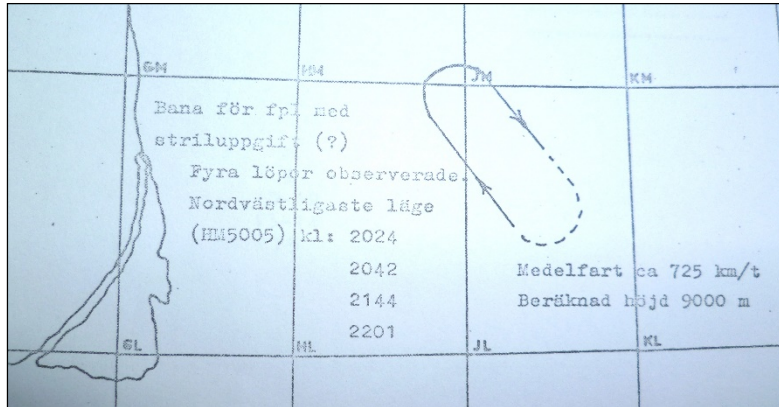 GM
HM
JM
KM
Bana för fpl med
striluppgift (?)
Fyra löpor observerade.
Nordvästligaste läge
(HM5005) kl: 2024
2042
2144
2201
Medelfart ca 725 km/t
Beräknad höjd 9000 m
GL
HL
JL
KL